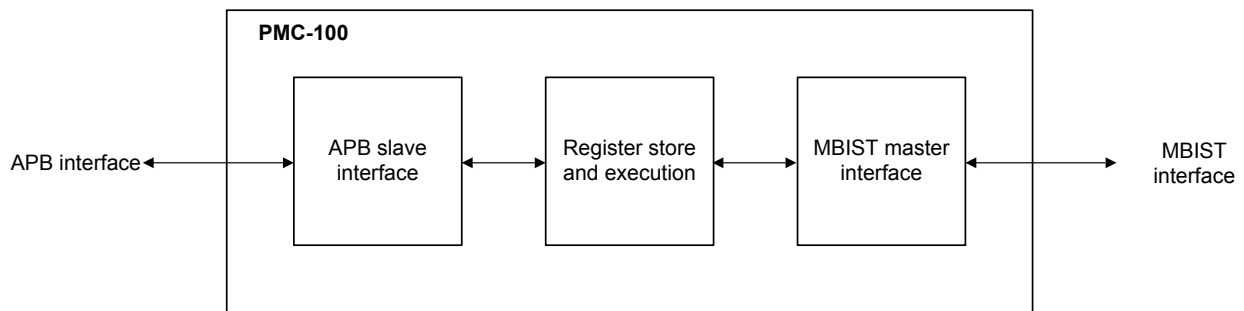 PMC-100
APB interface
APB slave
interface
Register store
and execution
MBIST master
interface
MBIST
interface